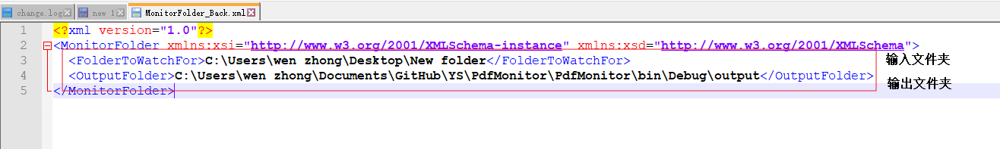 change.log new 1 MonitorFolder_Back.xml
1 <?xml version="1.0"?>
2 <MonitorFolder xmlns:xsi="http://www.w3.org/2001/XMLSchema-instance" xmlns:xsd="http://www.w3.org/2001/XMLSchema">
3 <FolderToWatchFor>C:\Users\wen zhong\Desktop\New folder</FolderToWatchFor> 输入文件夹
4 <OutputFolder>C:\Users\wen zhong\Documents\GitHub\YS\PdfMonitor\PdfMonitor\bin\Debug\output</OutputFolder> 输出文件夹
5 </MonitorFolder>